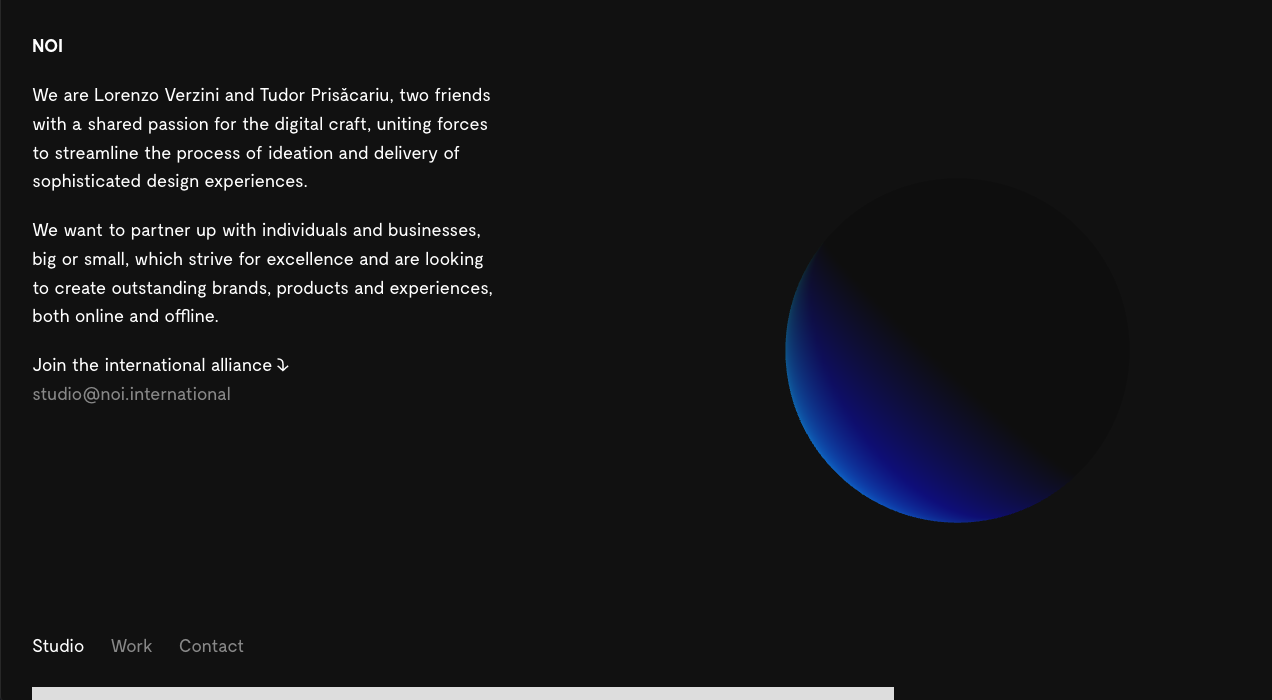 NOI
We are Lorenzo Verzini and Tudor Prisăcariu, two friends
with a shared passion for the digital craft, uniting forces
to streamline the process of ideation and delivery of
sophisticated design experiences.
We want to partner up with individuals and businesses,
big or small, which strive for excellence and are looking
to create outstanding brands, products and experiences,
both online and offline.
Join the international alliance ⤵
studio@noi.international
Studio Work Contact